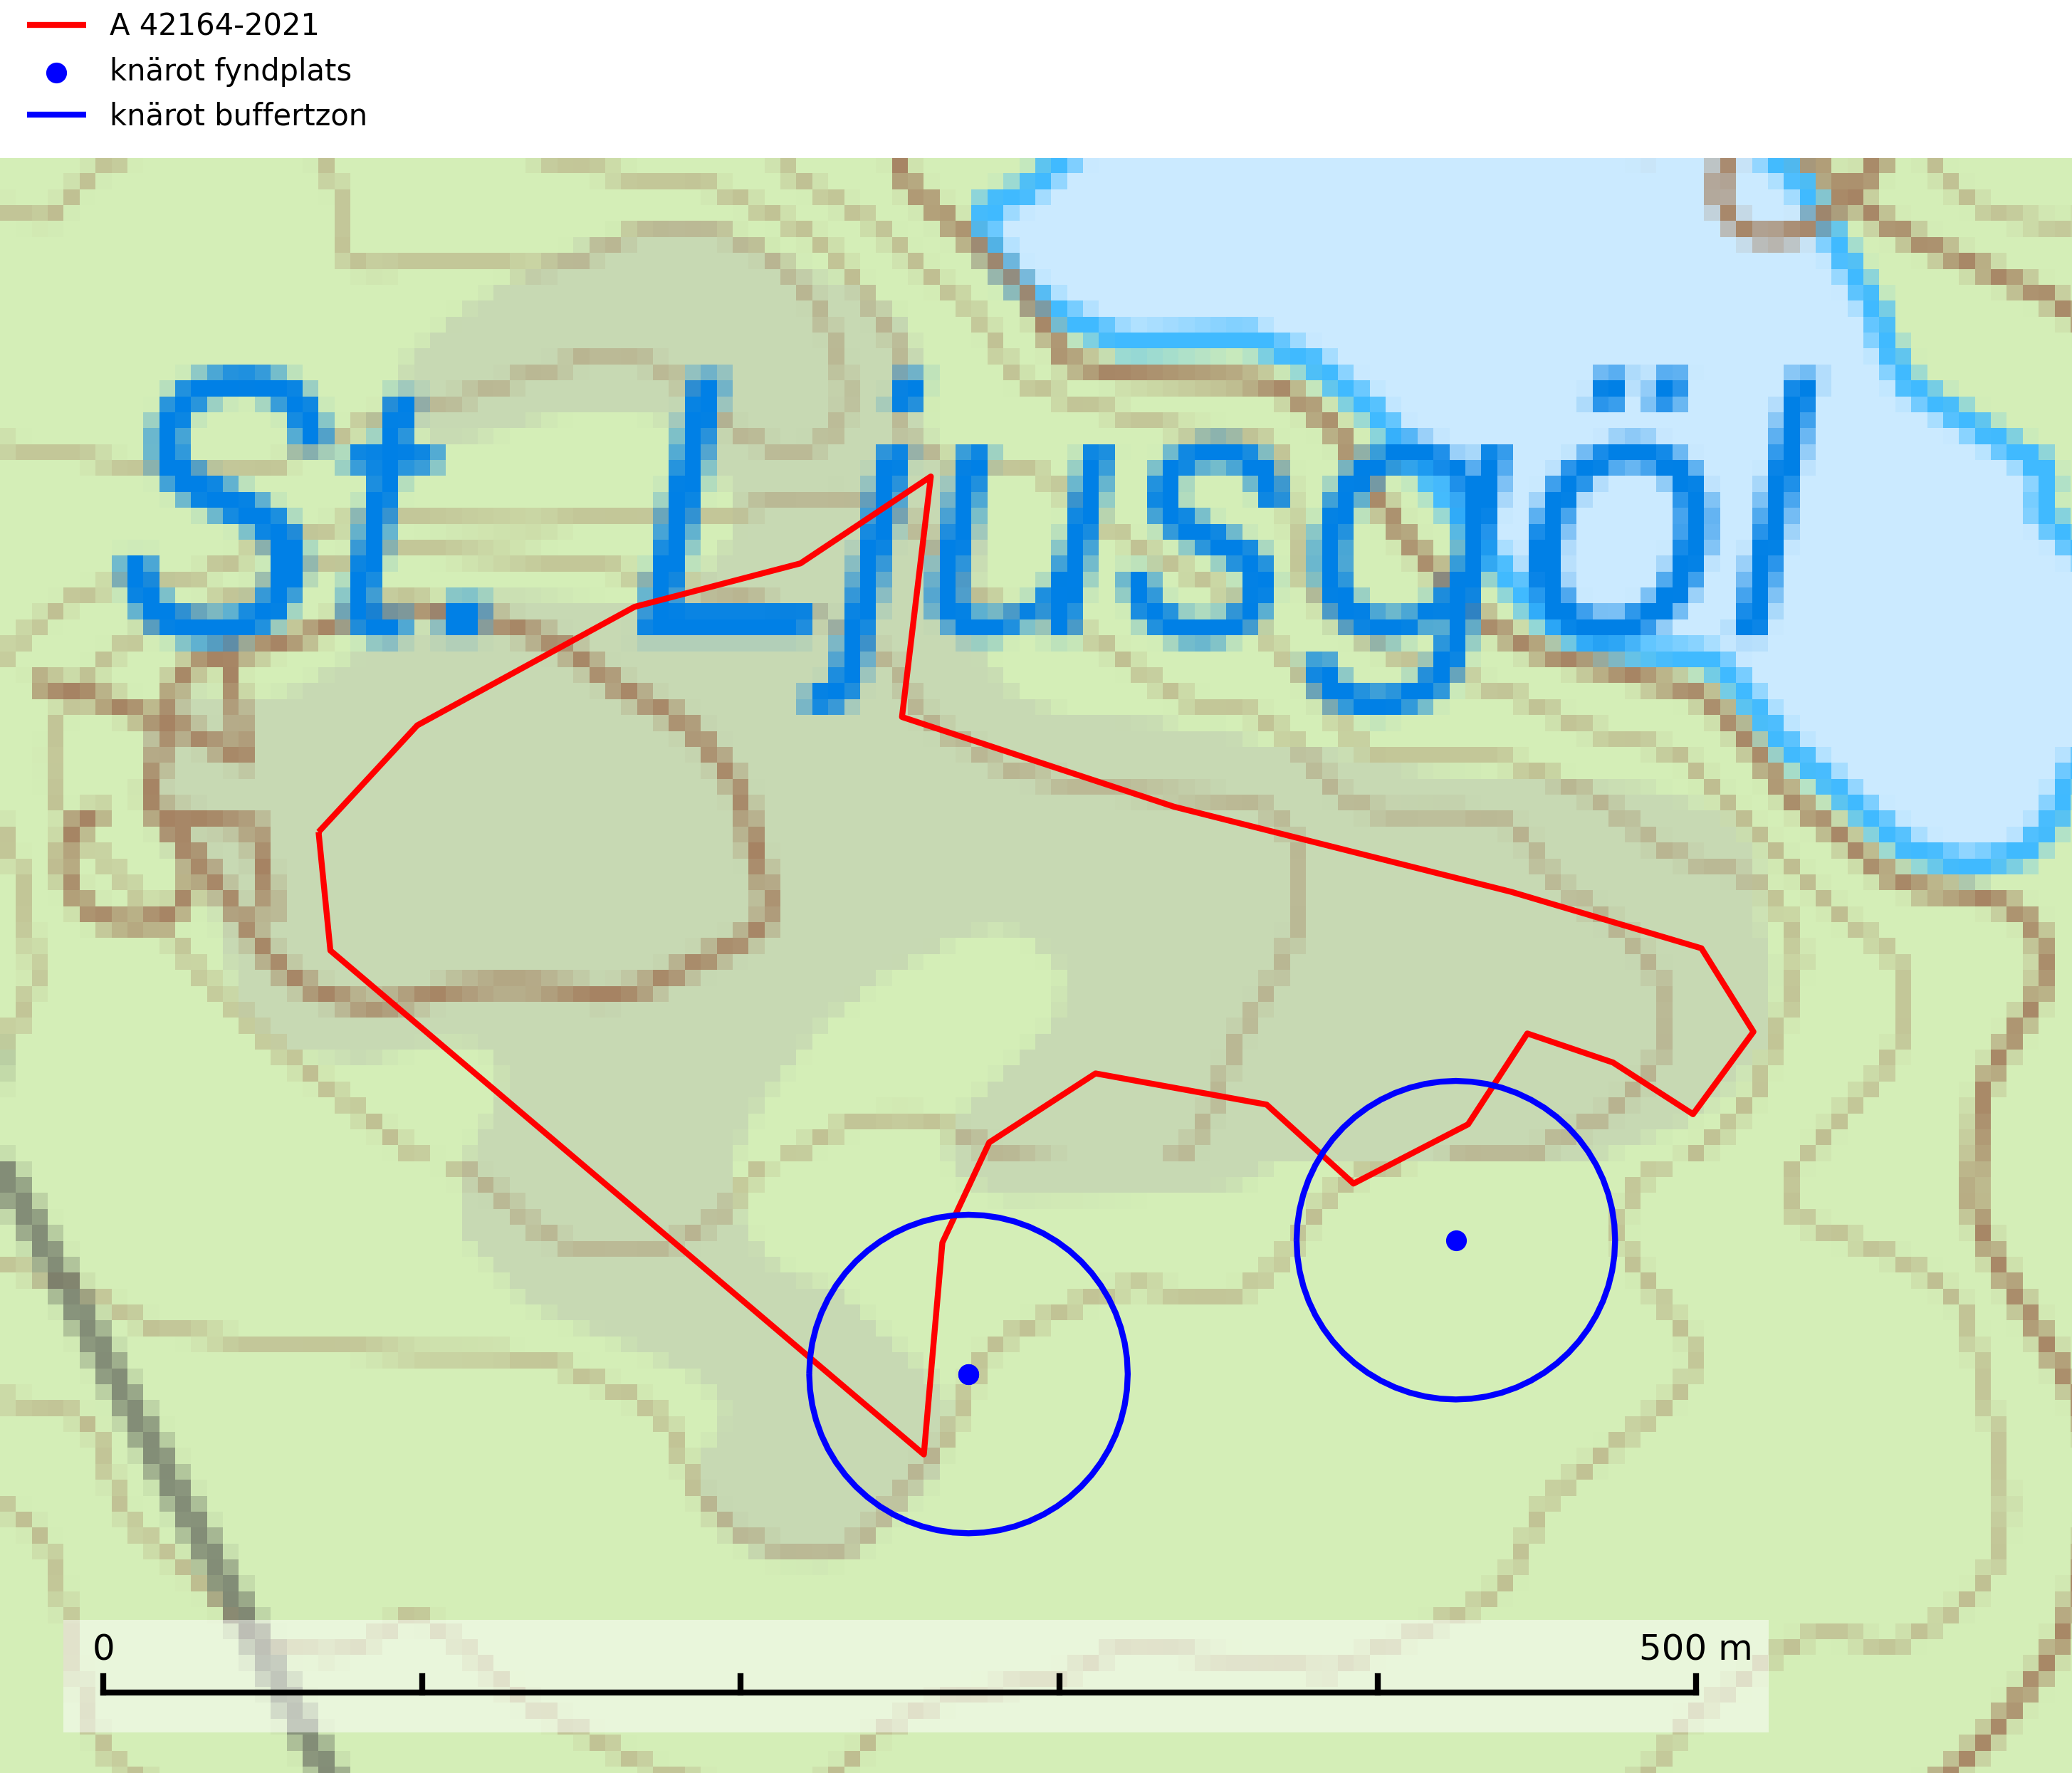 A 42164-2021
knärot fyndplats
knärot buffertzon
St. Ljusgöl
0 500 m